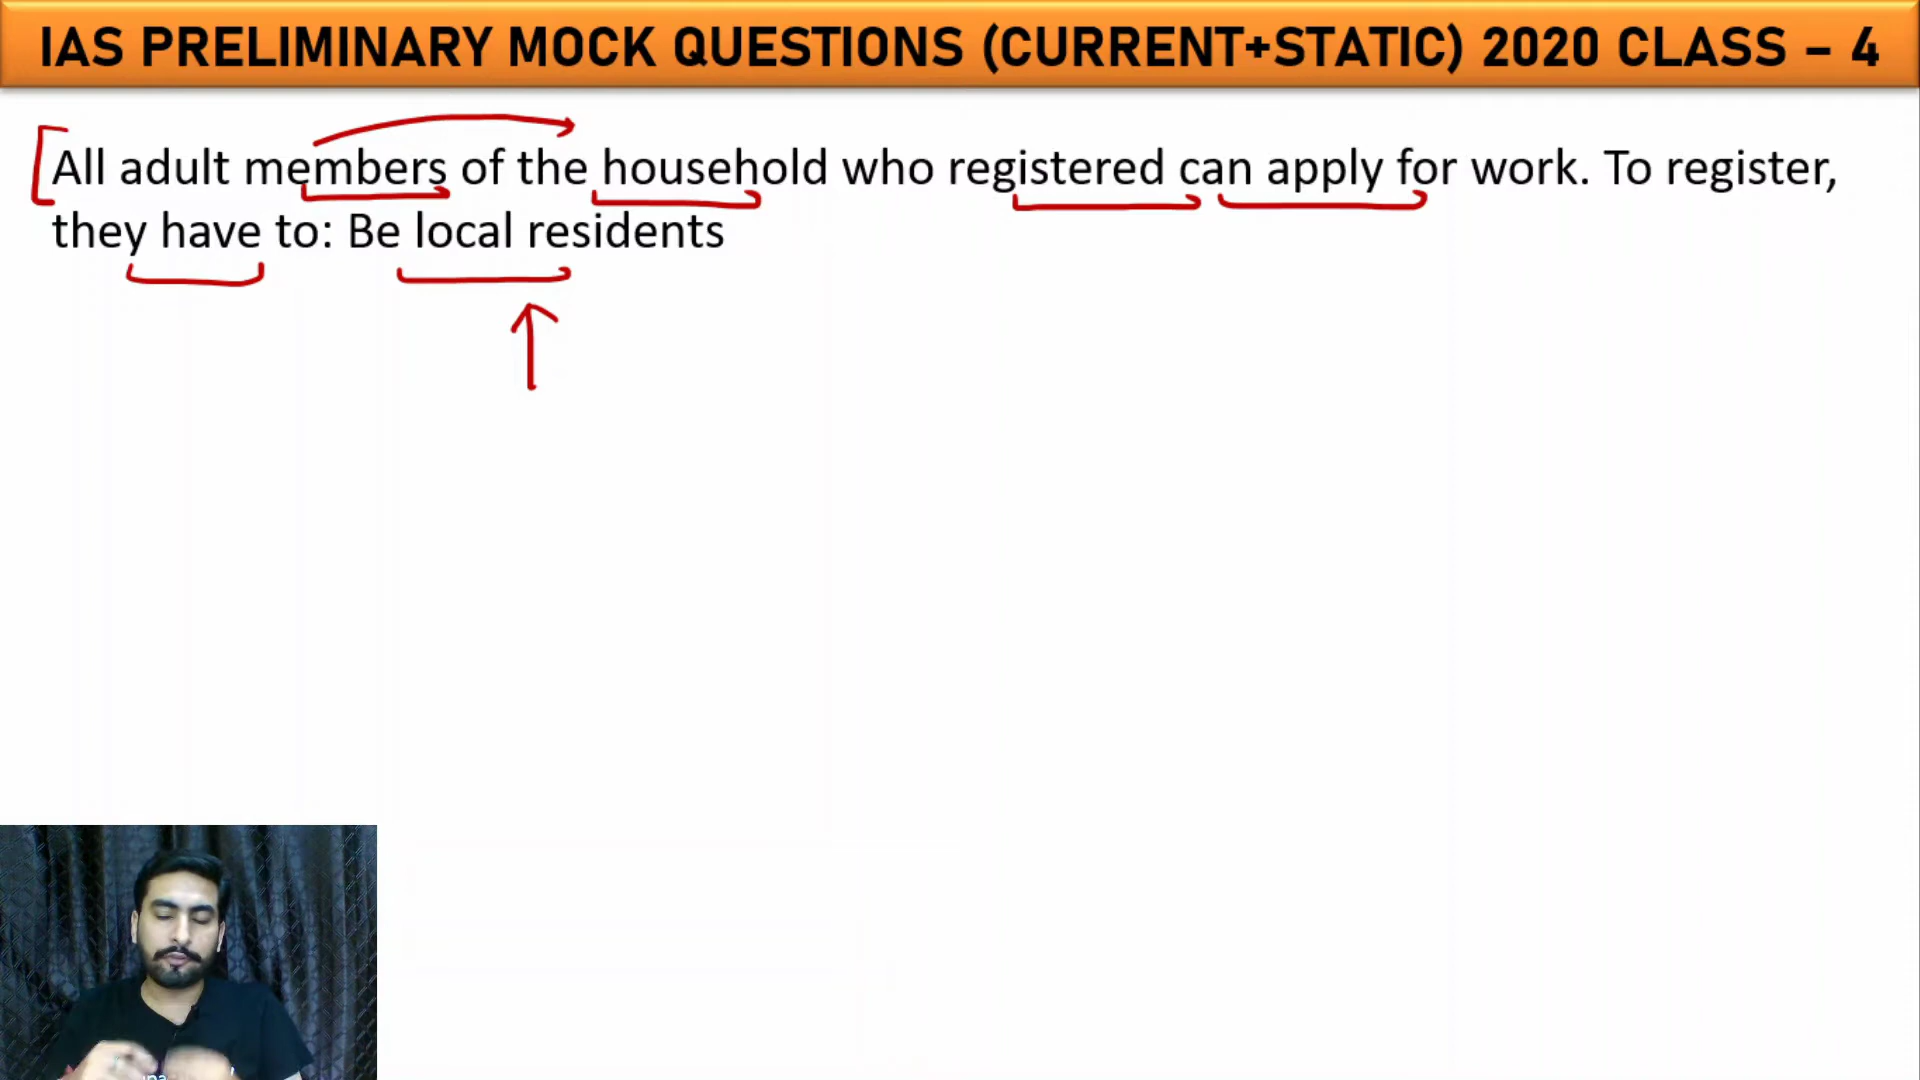 IAS PRELIMINARY MOCK QUESTIONS (CURRENT+STATIC) 2020 CLASS – 4
All adult members of the household who registered can apply for work. To register,
they have to: Be local residents